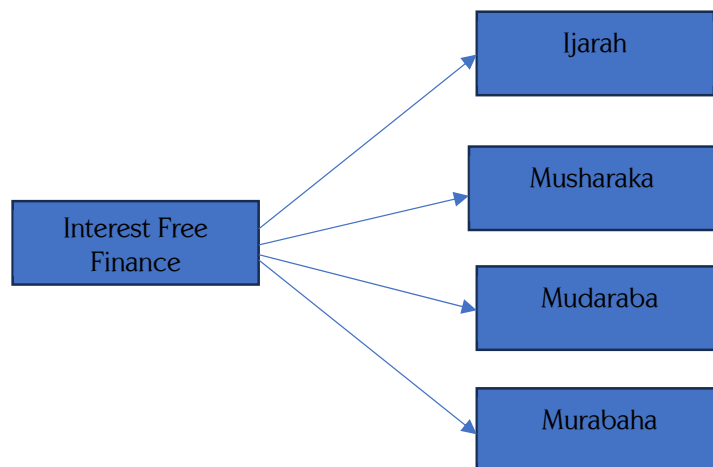 Ijarah
Musharaka
Interest Free
Finance
Mudaraba
Murabaha